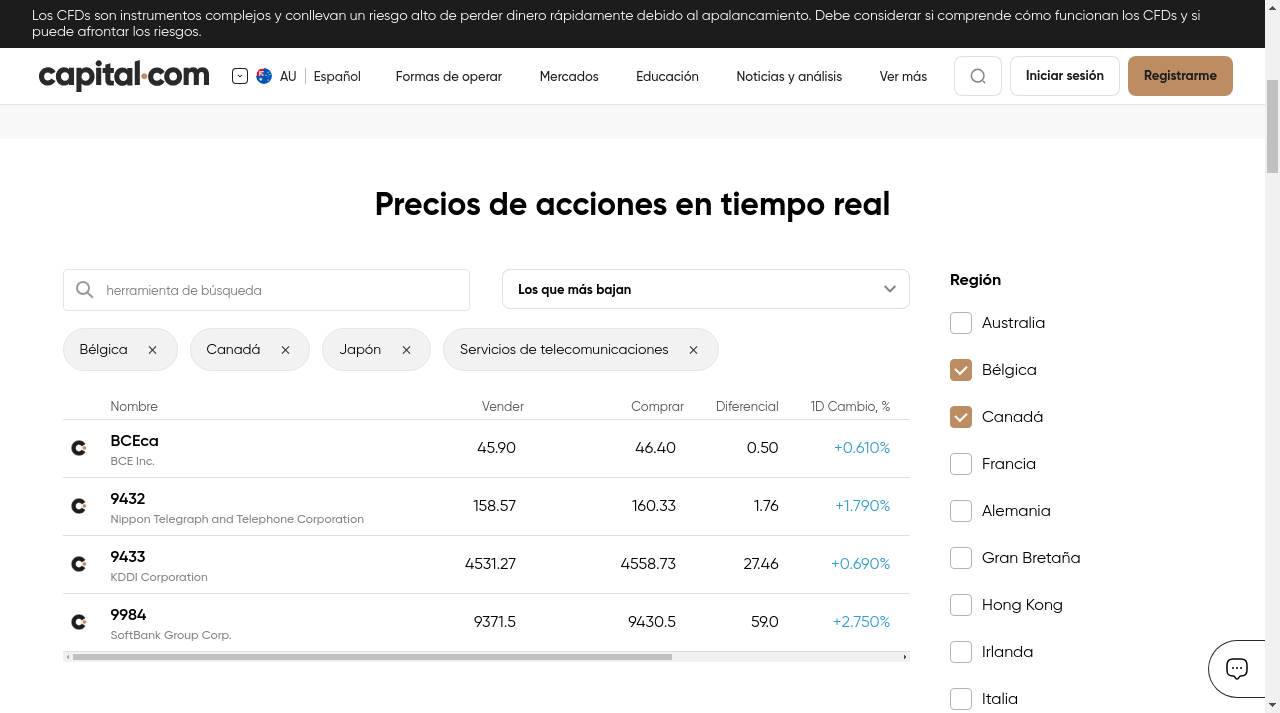 Los CFDs son instrumentos complejos y conllevan un riesgo alto de perder dinero rápidamente debido al apalancamiento. Debe considerar si comprende cómo funcionan los CFDs y si
puede afrontar los riesgos.
capital.com
AU
Español
Formas de operar
Mercados
Educación
Noticias y análisis
Ver más
Iniciar sesión
Registrarme
Precios de acciones en tiempo real
herramienta de búsqueda
Los que más bajan
Bélgica
Canadá
Japón
Servicios de telecomunicaciones
Nombre Vender Comprar Diferencial 1D Cambio, %
BCEca 45.90 46.40 0.50 +0.610%
BCE Inc.
9432 158.57 160.33 1.76 +1.790%
Nippon Telegraph and Telephone Corporation
9433 4531.27 4558.73 27.46 +0.690%
KDDI Corporation
9984 9371.5 9430.5 59.0 +2.750%
SoftBank Group Corp.
Región
Australia
Bélgica
Canadá
Francia
Alemania
Gran Bretaña
Hong Kong
Irlanda
Italia